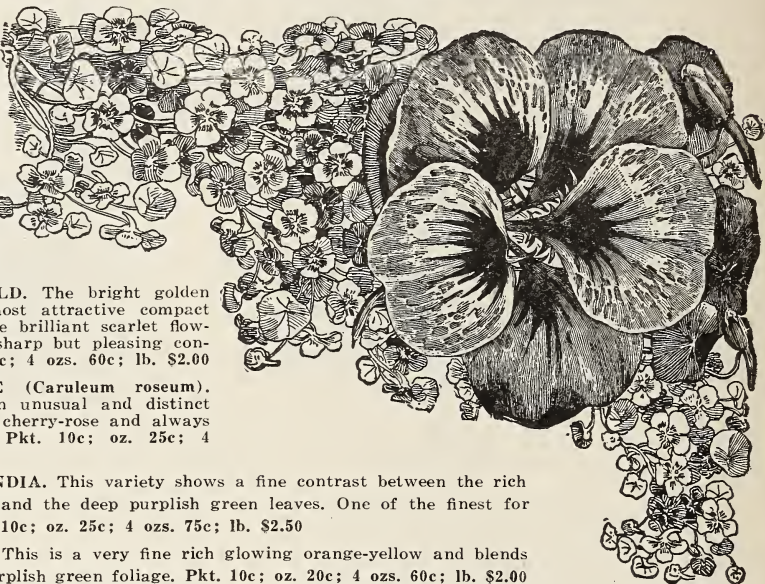 LD. The bright golden
ost attractive compact
e brilliant scarlet flow-
sharp but pleasing con-
c; 4 ozs. 60c; lb. $2.00
E (Caruleum roseum).
n unusual and distinct
cherry-rose and always
Pkt. 10c; oz. 25c; 4
NDIA. This variety shows a fine contrast between the rich
and the deep purplish green leaves. One of the finest for
10c; oz. 25c; 4 ozs. 75c; lb. $2.50
This is a very fine rich glowing orange-yellow and blends
rplish green foliage. Pkt. 10c; oz. 20c; 4 ozs. 60c; lb. $2.00